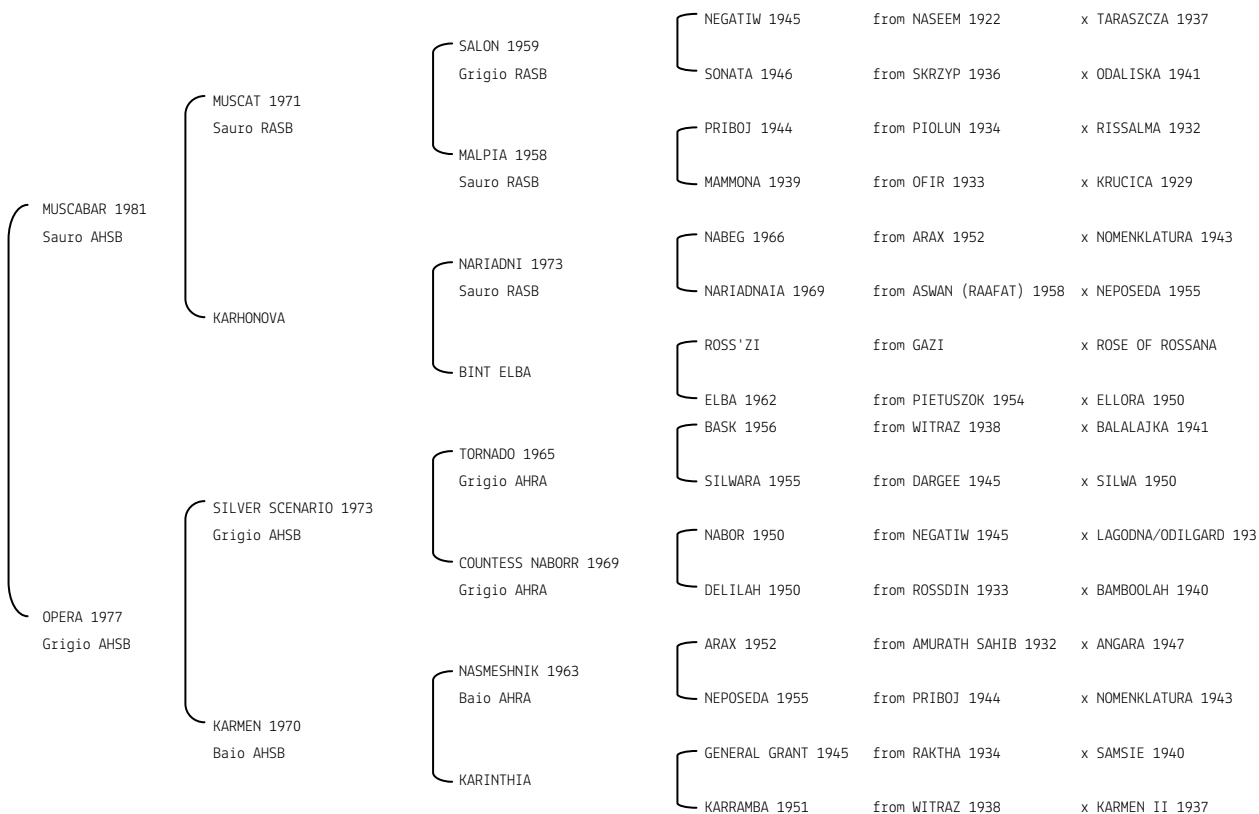 NEGATIW 1945 from NASEEM 1922 x TARASZCZA 1937
SALON 1959
Grigio RASB SONATA 1946 from SKRZYP 1936 x ODALISKA 1941
MUSCAT 1971
Sauro RASB PRIBOJ 1944 from PIOLUN 1934 x RISSALMA 1932
MALPIA 1958
Sauro RASB MAMMONA 1939 from OFIR 1933 x KRUCICA 1929
MUSCABAR 1981
Sauro AHSB NABEG 1966 from ARAX 1952 x NOMENKLATURA 1943
NARIADNI 1973
Sauro RASB NARIADNAIA 1969 from ASWAN (RAAFAT) 1958 x NEPOSEDA 1955
KARHONOVA
ROSS'ZI from GAZI x ROSE OF ROSSANA
BINT ELBA
ELBA 1962 from PIETUSZOK 1954 x ELLORA 1950
BASK 1956 from WITRAZ 1938 x BALALAJKA 1941
TORNADO 1965
Grigio AHRA SILWARA 1955 from DARGEE 1945 x SILWA 1950
SILVER SCENARIO 1973
Grigio AHSB NABOR 1950 from NEGATIW 1945 x LAGODNA/ODILGARD 193
COUNTESS NABORR 1969
Grigio AHRA DELILAH 1950 from ROSSDIN 1933 x BAMBOOLAH 1940
OPERA 1977
Grigio AHSB ARAX 1952 from AMURATH SAHIB 1932 x ANGARA 1947
NASMESHNIK 1963
Baio AHRA NEPOSEDA 1955 from PRIBOJ 1944 x NOMENKLATURA 1943
KARMEN 1970
Baio AHSB GENERAL GRANT 1945 from RAKTHA 1934 x SAMSIE 1940
KARINTHIA
KARRAMBA 1951 from WITRAZ 1938 x KARMEN II 1937